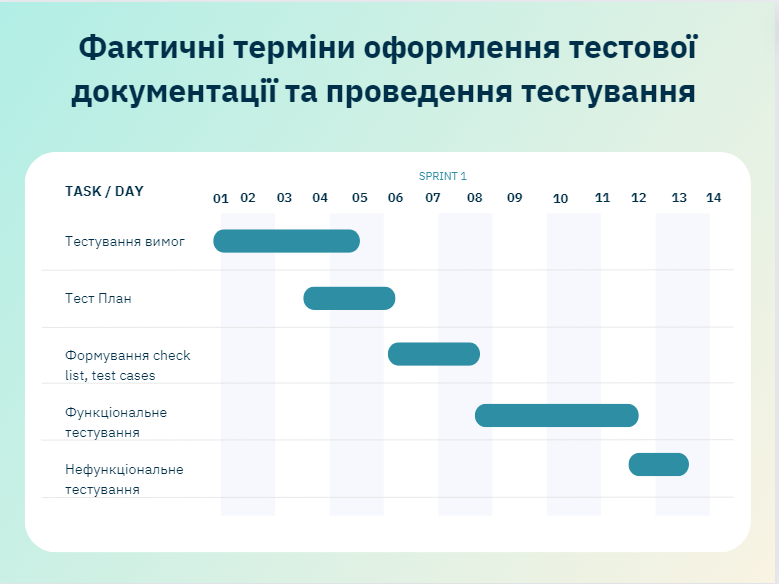 Фактичні терміни оформлення тестової
документації та проведення тестування
SPRINT 1
TASK / DAY
01 02 03 04 05 06 07 08 09 10 11 12 13 14
Тестування вимог
Тест План
Формування check
list, test cases
Функціональне
тестування
Нефункціональне
тестування